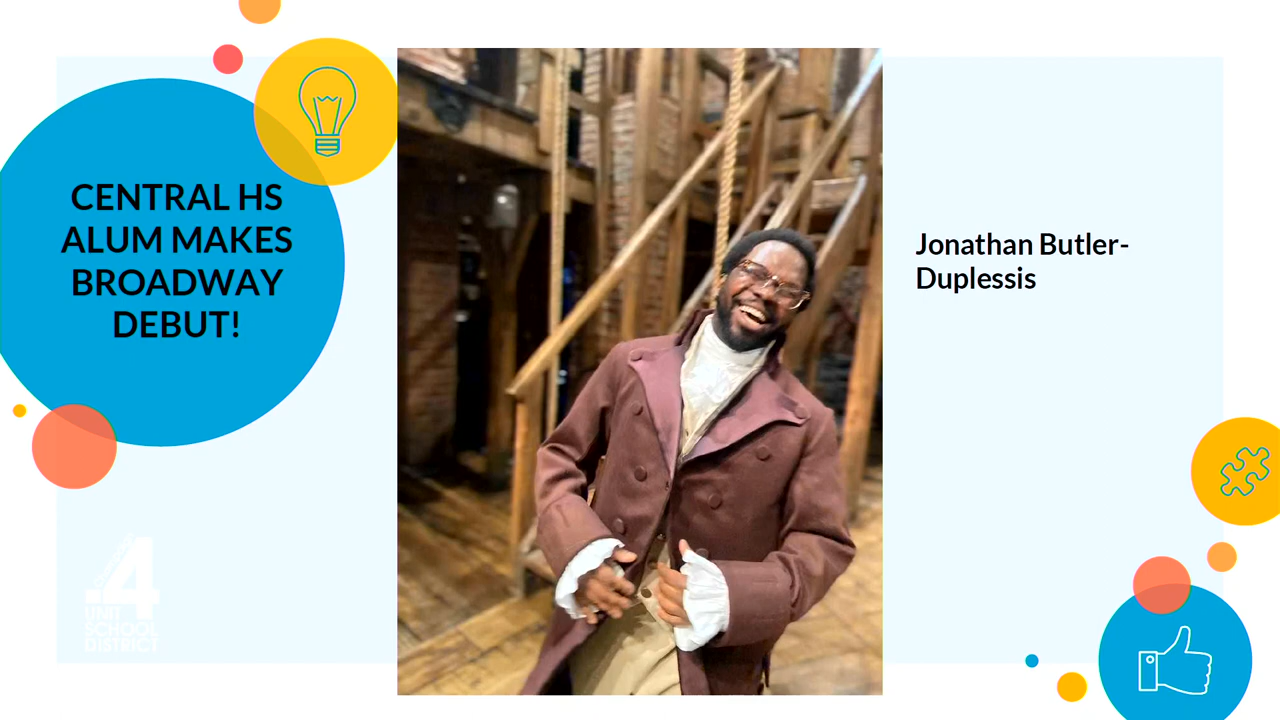 CENTRAL HS
ALUM MAKES
BROADWAY
DEBUT!
Jonathan Butler-
Duplessis
.4
UNIT
SCHOOL
DISTRICT